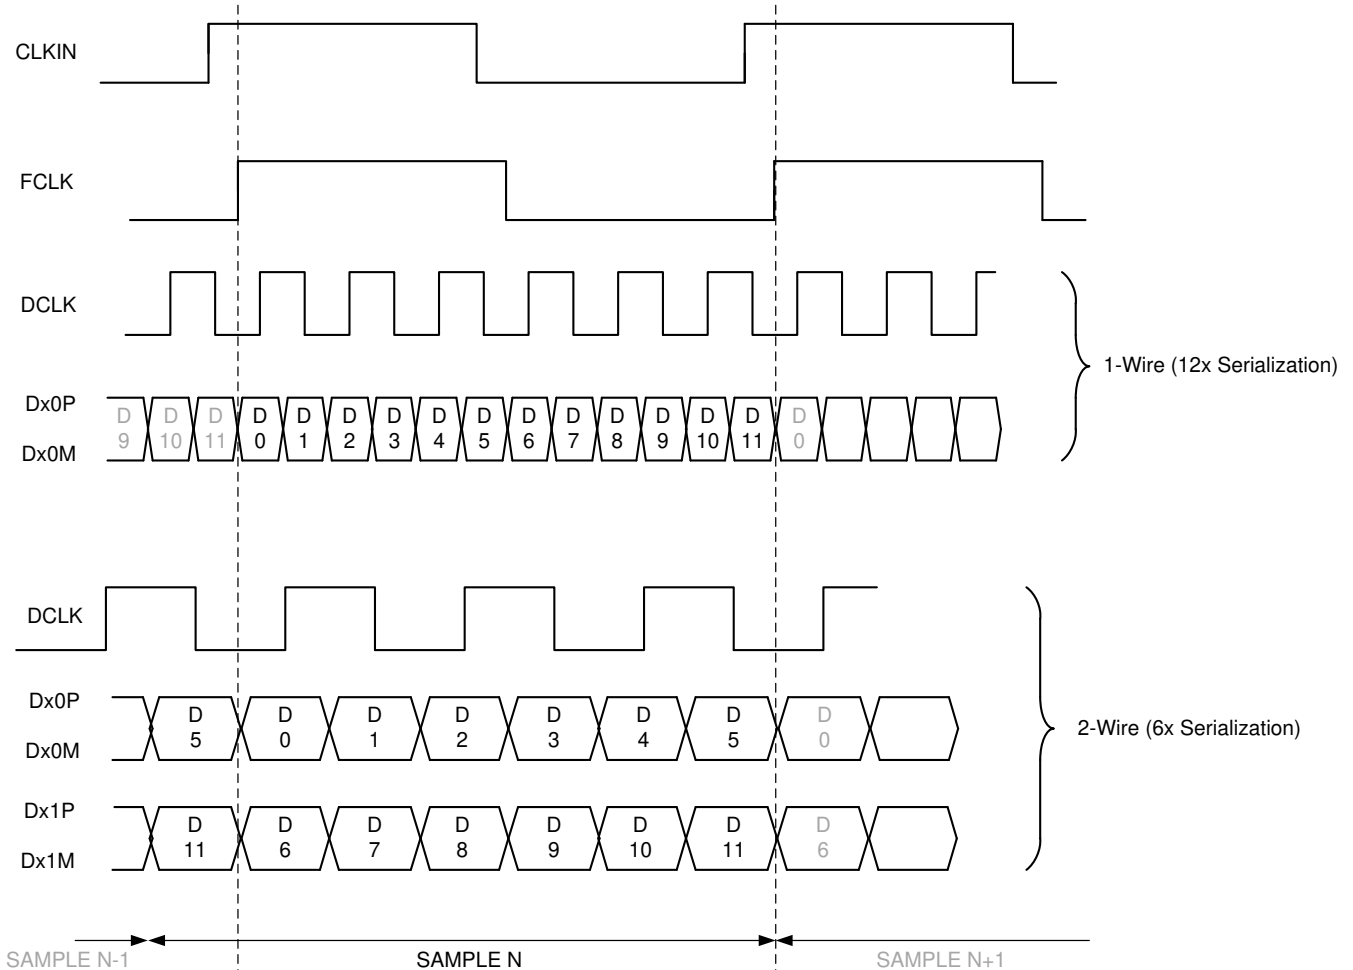 CLKIN
FCLK
DCLK
1-Wire (12x Serialization)
Dx0P
D D D D D D D D D D D D D D D D
9 10 11 0 1 2 3 4 5 6 7 8 9 10 11 0
Dx0M
DCLK
Dx0P
D D D D D D D D
5 0 1 2 3 4 5 0
Dx0M
2-Wire (6x Serialization)
Dx1P
D D D D D D D D
11 6 7 8 9 10 11 6
Dx1M
SAMPLE N-1 SAMPLE N SAMPLE N+1